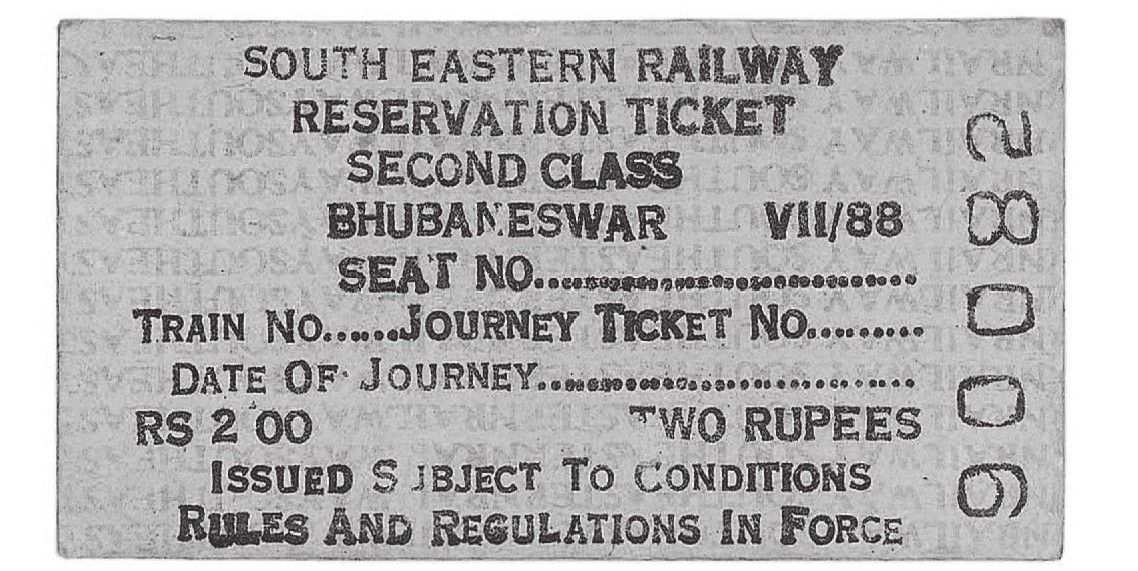 SOUTH EASTERN RAILWAY
RESERVATION TICKET
SECOND CLASS
BHUBANESWAR VII/88
SEAT NO..............................
TRAIN NO......JOURNEY TICKET NO.........
DATE OF JOURNEY..............................
RS 2 00 TWO RUPEES
ISSUED SUBJECT TO CONDITIONS
RULES AND REGULATIONS IN FORCE
90082